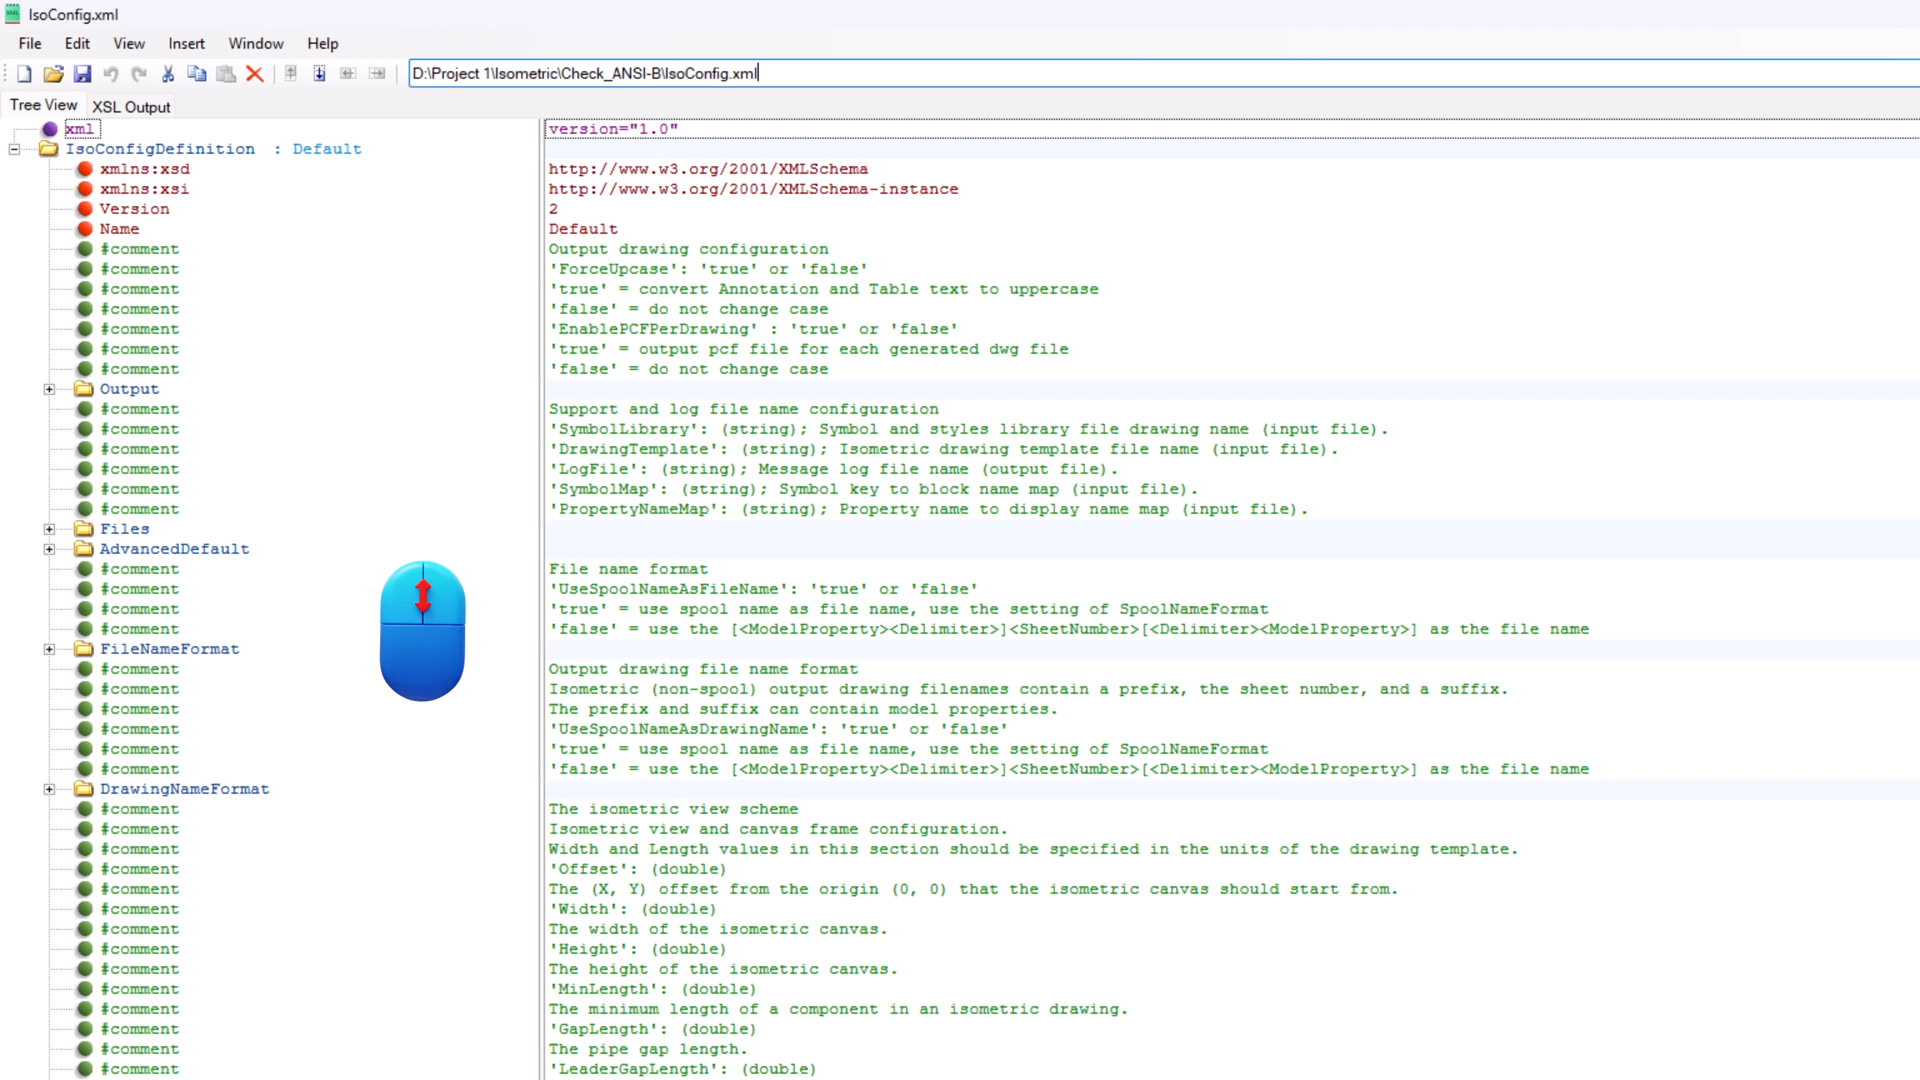 IsoConfig.xml
File Edit View Insert Window Help
D:\Project 1\Isometric\Check_ANSI-B\IsoConfig.xml
Tree View XSL Output
xml version="1.0"
IsoConfigDefinition : Default
xmlns:xsd http://www.w3.org/2001/XMLSchema
xmlns:xsi http://www.w3.org/2001/XMLSchema-instance
Version 2
Name Default
#comment Output drawing configuration
#comment 'ForceUpcase': 'true' or 'false'
#comment 'true' = convert Annotation and Table text to uppercase
#comment 'false' = do not change case
#comment 'EnablePCFPerDrawing' : 'true' or 'false'
#comment 'true' = output pcf file for each generated dwg file
#comment 'false' = do not change case
Output
#comment Support and log file name configuration
#comment 'SymbolLibrary': (string); Symbol and styles library file drawing name (input file).
#comment 'DrawingTemplate': (string); Isometric drawing template file name (input file).
#comment 'LogFile': (string); Message log file name (output file).
#comment 'SymbolMap': (string); Symbol key to block name map (input file).
#comment 'PropertyNameMap': (string); Property name to display name map (input file).
Files
AdvancedDefault
#comment File name format
#comment 'UseSpoolNameAsFileName': 'true' or 'false'
#comment 'true' = use spool name as file name, use the setting of SpoolNameFormat
#comment 'false' = use the [<ModelProperty><Delimiter>]<SheetNumber>[<Delimiter><ModelProperty>] as the file name
FileNameFormat
#comment Output drawing file name format
#comment Isometric (non-spool) output drawing filenames contain a prefix, the sheet number, and a suffix.
#comment The prefix and suffix can contain model properties.
#comment 'UseSpoolNameAsDrawingName': 'true' or 'false'
#comment 'true' = use spool name as file name, use the setting of SpoolNameFormat
#comment 'false' = use the [<ModelProperty><Delimiter>]<SheetNumber>[<Delimiter><ModelProperty>] as the file name
DrawingNameFormat
#comment The isometric view scheme
#comment Isometric view and canvas frame configuration.
#comment Width and Length values in this section should be specified in the units of the drawing template.
#comment 'Offset': (double)
#comment The (X, Y) offset from the origin (0, 0) that the isometric canvas should start from.
#comment 'Width': (double)
#comment The width of the isometric canvas.
#comment 'Height': (double)
#comment The height of the isometric canvas.
#comment 'MinLength': (double)
#comment The minimum length of a component in an isometric drawing.
#comment 'GapLength': (double)
#comment The pipe gap length.
#comment 'LeaderGapLength': (double)